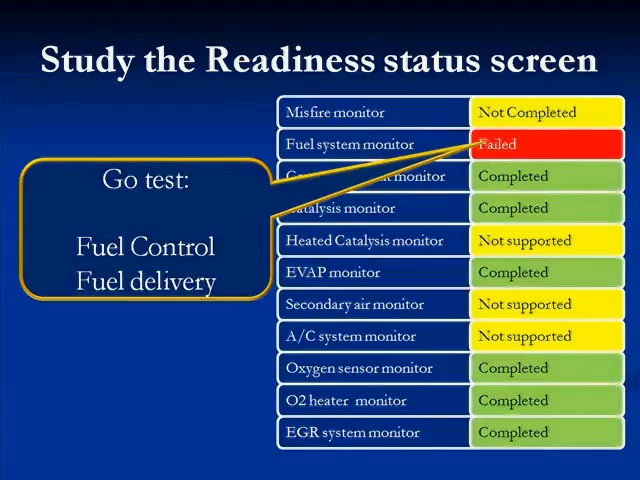 Study the Readiness status screen
Misfire monitor Not Completed
Fuel system monitor Failed
Go test:
Fuel Control
Fuel delivery
monitor Completed
Catalysis monitor Completed
Heated Catalysis monitor Not supported
EVAP monitor Completed
Secondary air monitor Not supported
A/C system monitor Not supported
Oxygen sensor monitor Completed
O2 heater monitor Completed
EGR system monitor Completed